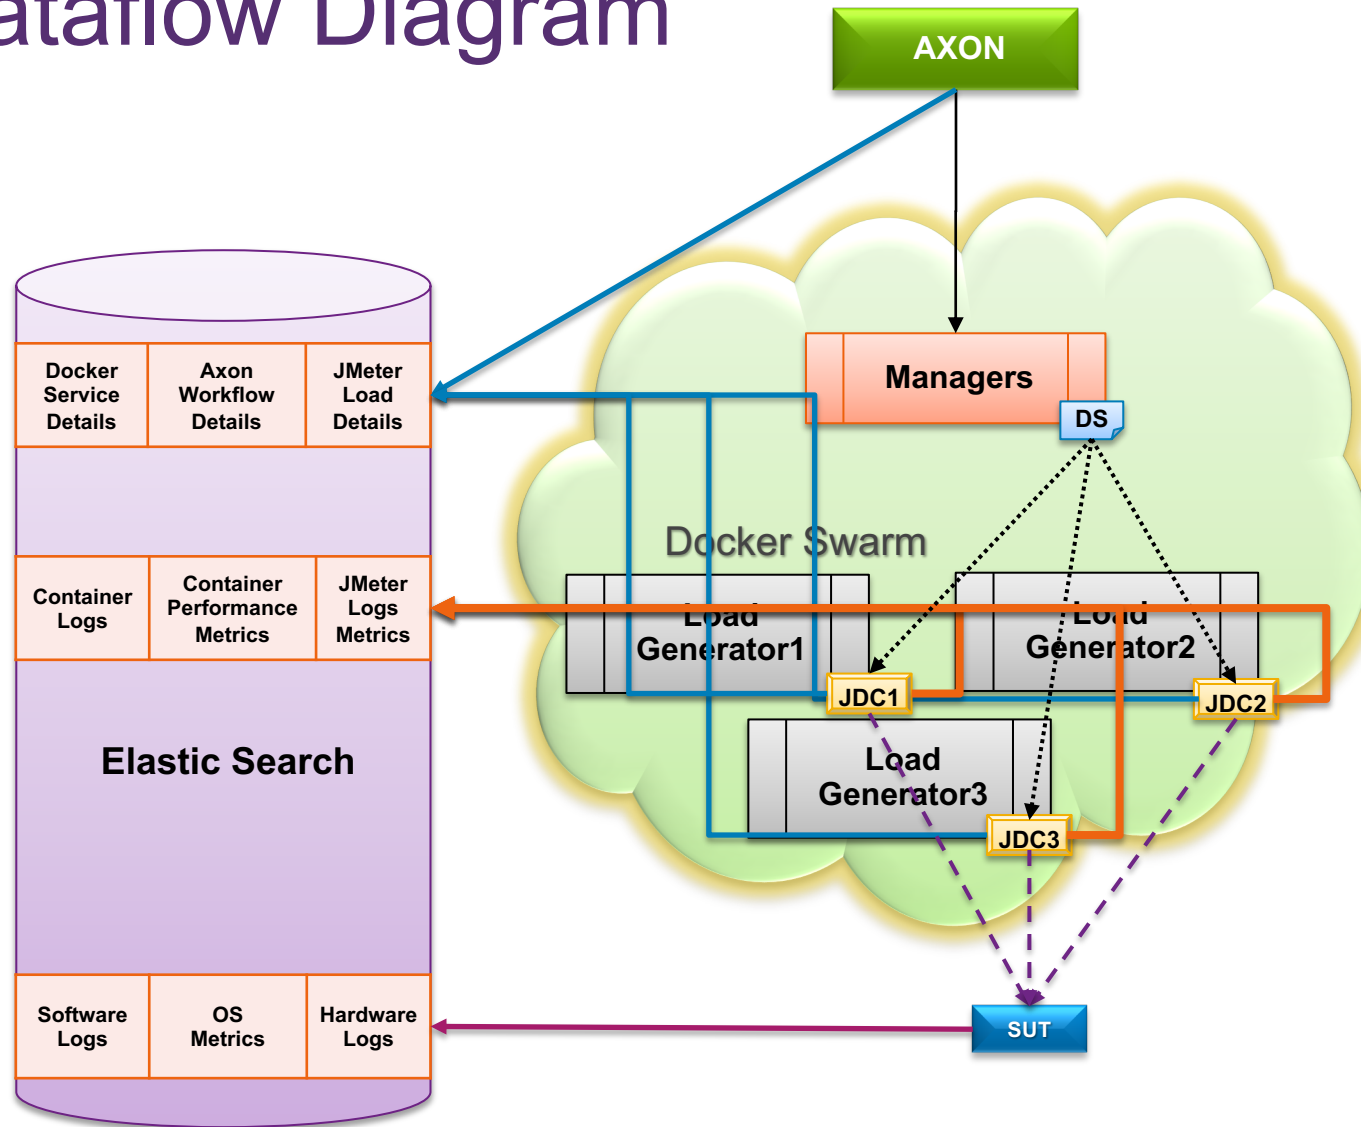 ataflow Diagram
AXON
Docker
Service
Details
Axon
Workflow
Details
JMeter
Load
Details
Managers
DS
Docker Swarm
Container
Logs
Container
Performance
Metrics
JMeter
Logs
Metrics
Load
Generator1
Load
Generator2
JDC1
JDC2
Elastic Search
Load
Generator3
JDC3
Software
Logs
OS
Metrics
Hardware
Logs
SUT